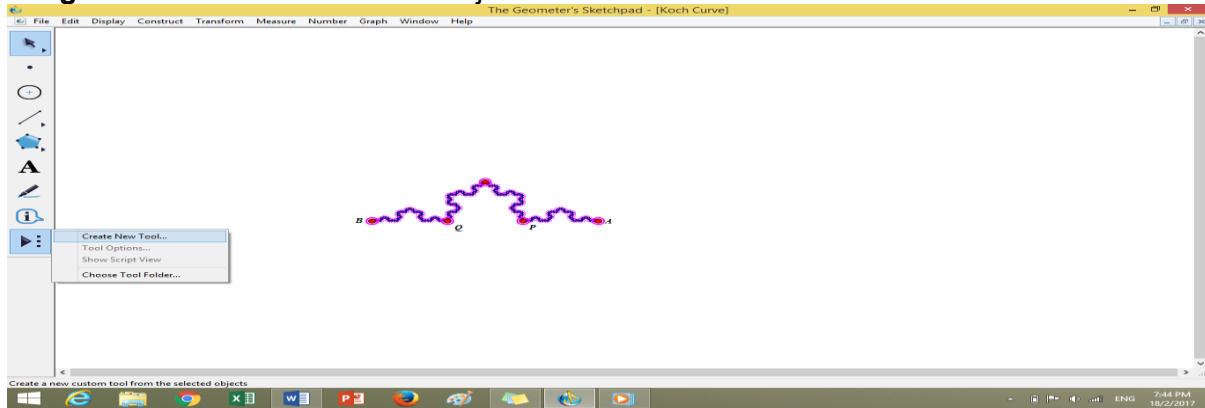 The Geometer's Sketchpad - [Koch Curve]
File Edit Display Construct Transform Measure Number Graph Window Help
A
B
Q
P
A
Create New Tool...
Tool Options...
Show Script View
Choose Tool Folder...
Create a new custom tool from the selected objects
ENG
7:44 PM
18/2/2017